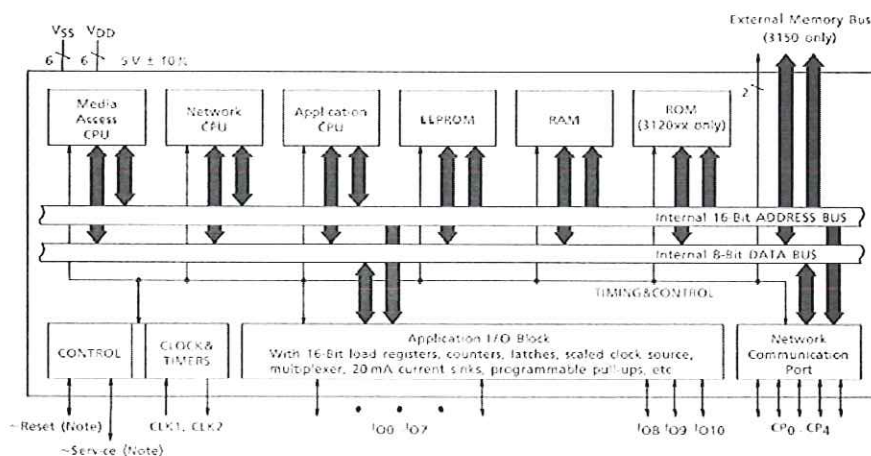 VSS VDD
6 6 5V ± 10%
External Memory Bus
(3150 only)
2
Media
Access
CPU
Network
CPU
Application
CPU
EEPROM
RAM
ROM
(3120xx only)
Internal 16-Bit ADDRESS BUS
Internal 8-Bit DATA BUS
TIMING&CONTROL
CONTROL
CLOCK&
TIMERS
Application I/O Block
With 16-Bit load registers, counters, latches, scaled clock source,
multiplexer, 20 mA current sinks, programmable pull-ups, etc
Network
Communication
Port
~Reset (Note)
~Service (Note)
CLK1, CLK2
IO0 - IO7
IO8 IO9 IO10
CP0 - CP4